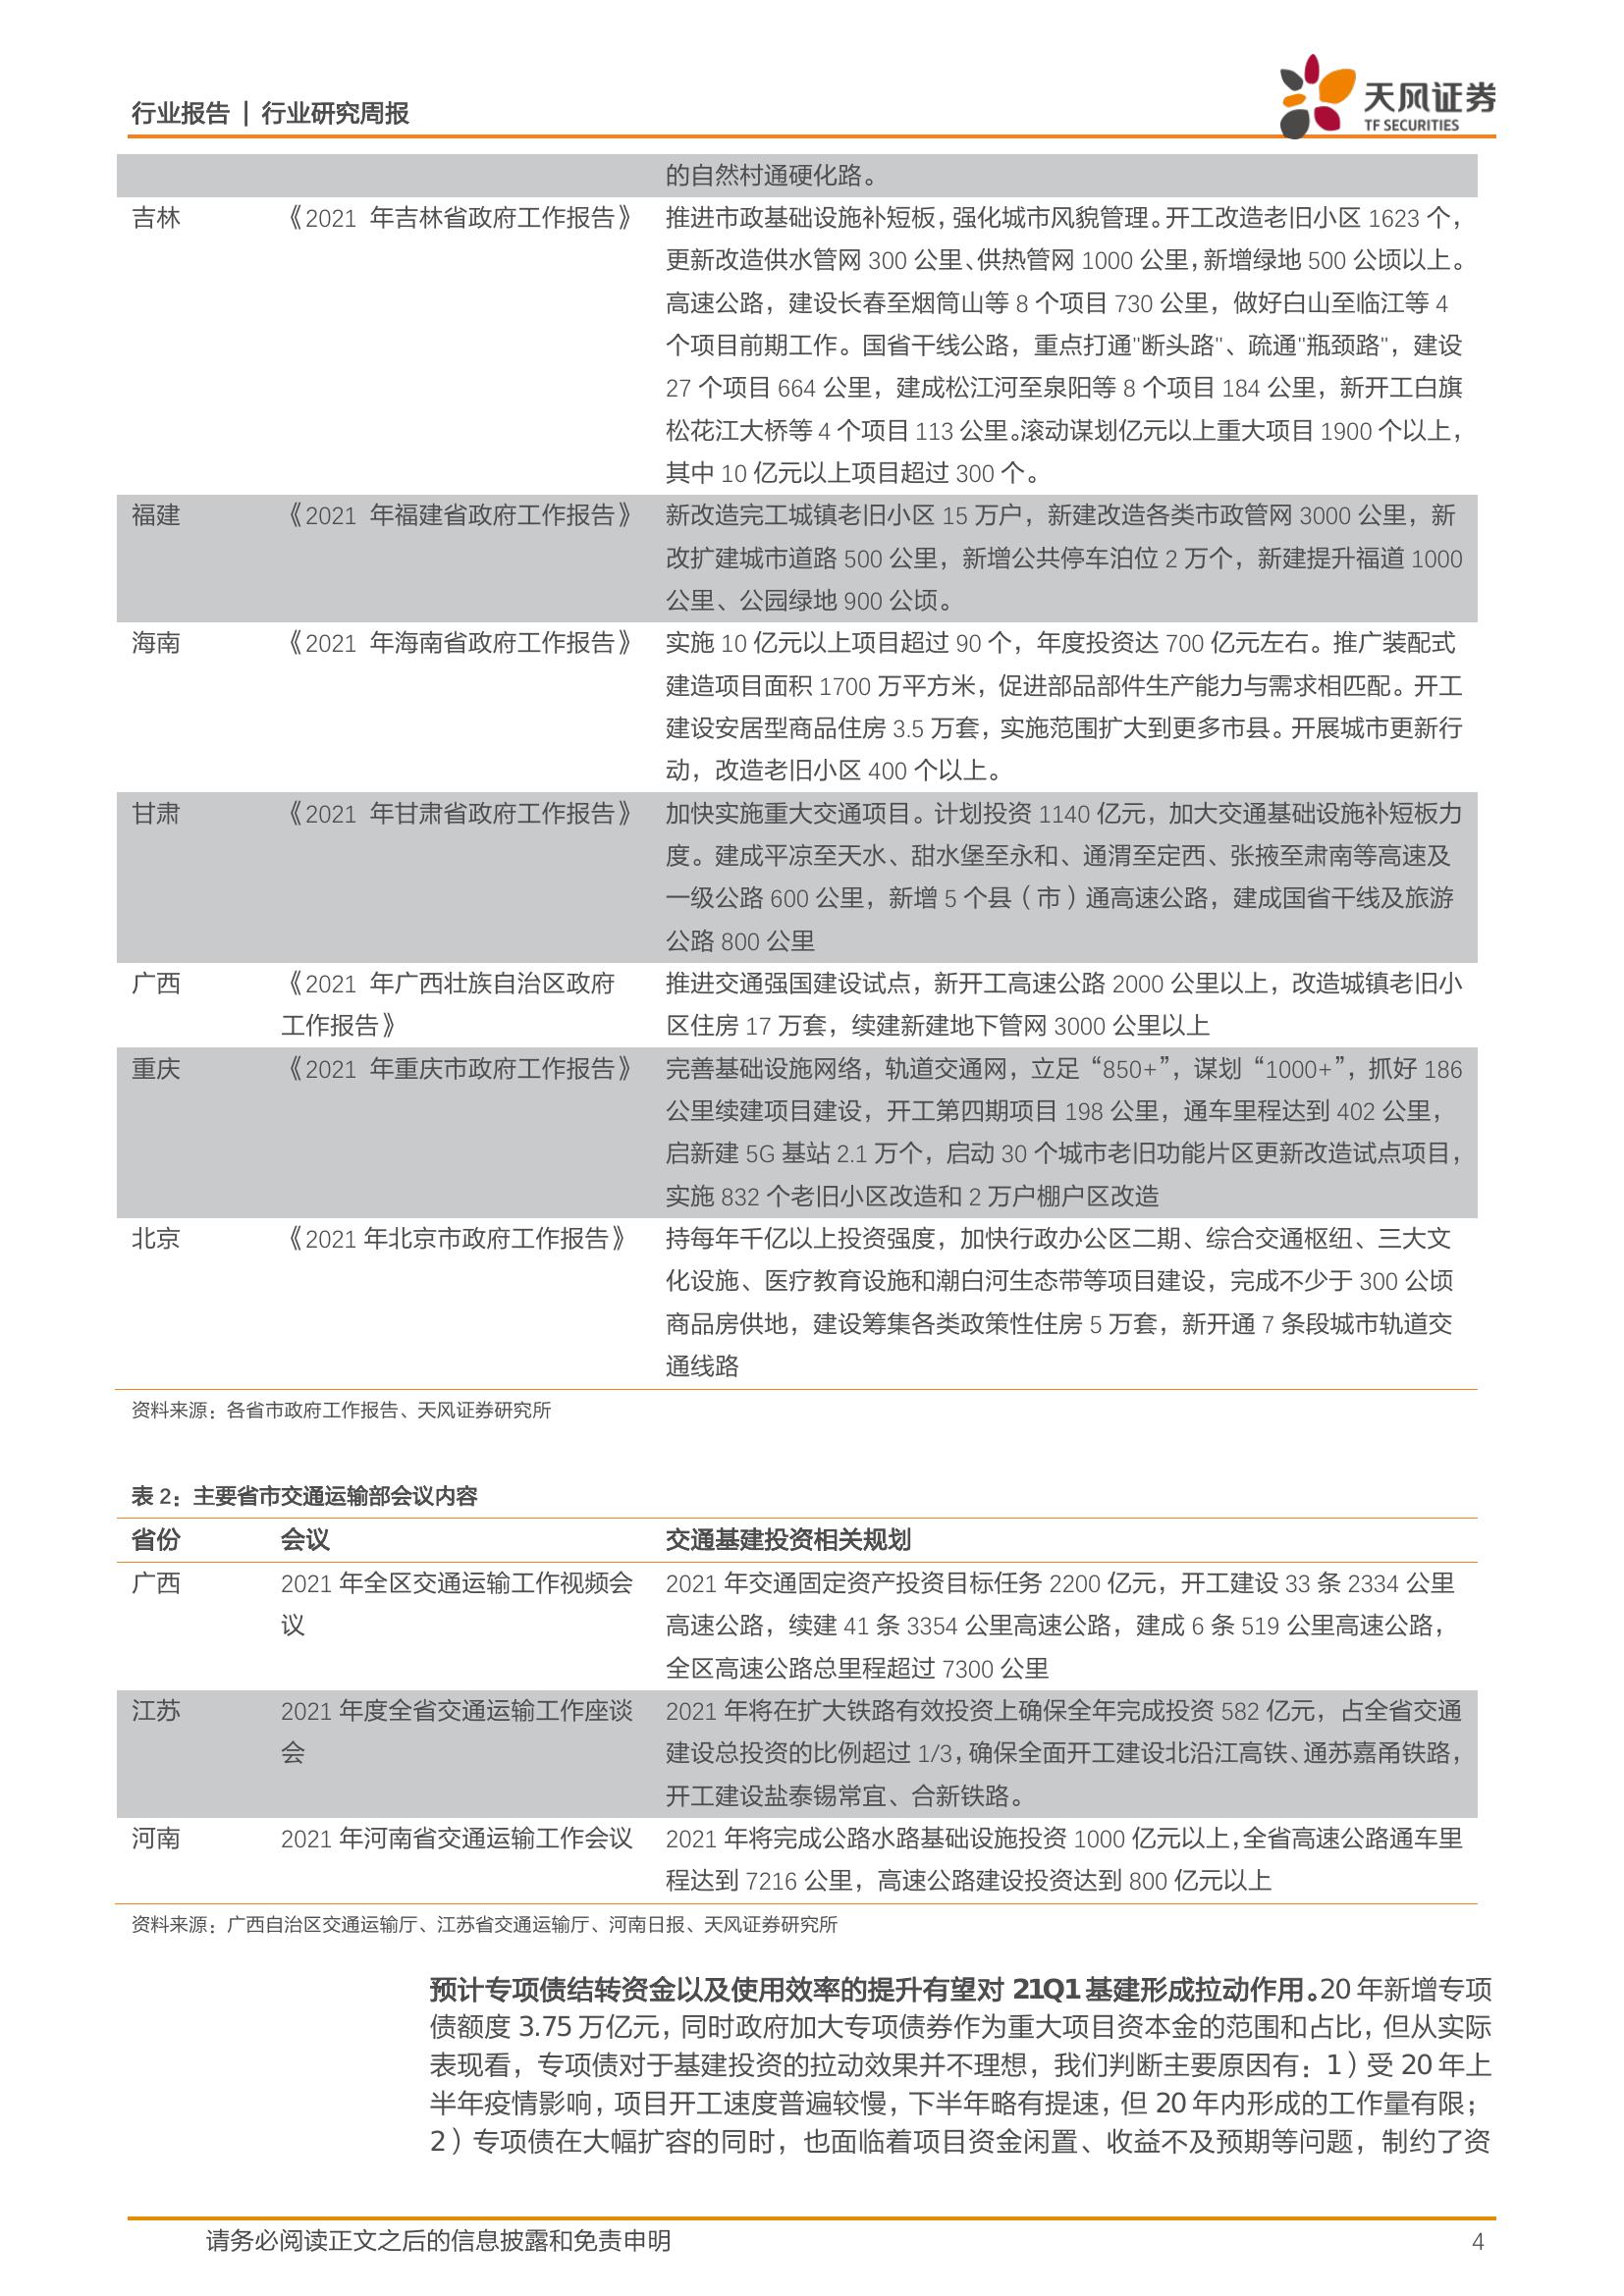 行业报告 | 行业研究周报
天风证券
TF SECURITIES
的自然村通硬化路。
吉林 《2021 年吉林省政府工作报告》 推进市政基础设施补短板，强化城市风貌管理。开工改造老旧小区 1623 个，
更新改造供水管网 300 公里、供热管网 1000 公里，新增绿地 500 公顷以上。
高速公路，建设长春至烟筒山等 8 个项目 730 公里，做好白山至临江等 4
个项目前期工作。国省干线公路，重点打通"断头路"、疏通"瓶颈路"，建设
27 个项目 664 公里，建成松江河至泉阳等 8 个项目 184 公里，新开工白旗
松花江大桥等 4 个项目 113 公里。滚动谋划亿元以上重大项目 1900 个以上，
其中 10 亿元以上项目超过 300 个。
福建 《2021 年福建省政府工作报告》 新改造完工城镇老旧小区 15 万户，新建改造各类市政管网 3000 公里，新
改扩建城市道路 500 公里，新增公共停车泊位 2 万个，新建提升福道 1000
公里、公园绿地 900 公顷。
海南 《2021 年海南省政府工作报告》 实施 10 亿元以上项目超过 90 个，年度投资达 700 亿元左右。推广装配式
建造项目面积 1700 万平方米，促进部品部件生产能力与需求相匹配。开工
建设安居型商品住房 3.5 万套，实施范围扩大到更多市县。开展城市更新行
动，改造老旧小区 400 个以上。
甘肃 《2021 年甘肃省政府工作报告》 加快实施重大交通项目。计划投资 1140 亿元，加大交通基础设施补短板力
度。建成平凉至天水、甜水堡至永和、通渭至定西、张掖至肃南等高速及
一级公路 600 公里，新增 5 个县（市）通高速公路，建成国省干线及旅游
公路 800 公里
广西 《2021 年广西壮族自治区政府 推进交通强国建设试点，新开工高速公路 2000 公里以上，改造城镇老旧小
工作报告》 区住房 17 万套，续建新建地下管网 3000 公里以上
重庆 《2021 年重庆市政府工作报告》 完善基础设施网络，轨道交通网，立足“850+”，谋划“1000+”，抓好 186
公里续建项目建设，开工第四期项目 198 公里，通车里程达到 402 公里，
启新建 5G 基站 2.1 万个，启动 30 个城市老旧功能片区更新改造试点项目，
实施 832 个老旧小区改造和 2 万户棚户区改造
北京 《2021 年北京市政府工作报告》 持每年千亿以上投资强度，加快行政办公区二期、综合交通枢纽、三大文
化设施、医疗教育设施和潮白河生态带等项目建设，完成不少于 300 公顷
商品房供地，建设筹集各类政策性住房 5 万套，新开通 7 条段城市轨道交
通线路
资料来源：各省市政府工作报告、天风证券研究所
表 2：主要省市交通运输部会议内容
省份 会议 交通基建投资相关规划
广西 2021 年全区交通运输工作视频会 2021 年交通固定资产投资目标任务 2200 亿元，开工建设 33 条 2334 公里
议 高速公路，续建 41 条 3354 公里高速公路，建成 6 条 519 公里高速公路，
全区高速公路总里程超过 7300 公里
江苏 2021 年度全省交通运输工作座谈 2021 年将在扩大铁路有效投资上确保全年完成投资 582 亿元，占全省交通
会 建设总投资的比例超过 1/3，确保全面开工建设北沿江高铁、通苏嘉甬铁路，
开工建设盐泰锡常宜、合新铁路。
河南 2021 年河南省交通运输工作会议 2021 年将完成公路水路基础设施投资 1000 亿元以上，全省高速公路通车里
程达到 7216 公里，高速公路建设投资达到 800 亿元以上
资料来源：广西自治区交通运输厅、江苏省交通运输厅、河南日报、天风证券研究所
预计专项债结转资金以及使用效率的提升有望对 21Q1 基建形成拉动作用。20 年新增专项
债额度 3.75 万亿元，同时政府加大专项债券作为重大项目资本金的范围和占比，但从实际
表现看，专项债对于基建投资的拉动效果并不理想，我们判断主要原因有：1）受 20 年上
半年疫情影响，项目开工速度普遍较慢，下半年略有提速，但 20 年内形成的工作量有限；
2）专项债在大幅扩容的同时，也面临着项目资金闲置、收益不及预期等问题，制约了资
请务必阅读正文之后的信息披露和免责申明 4